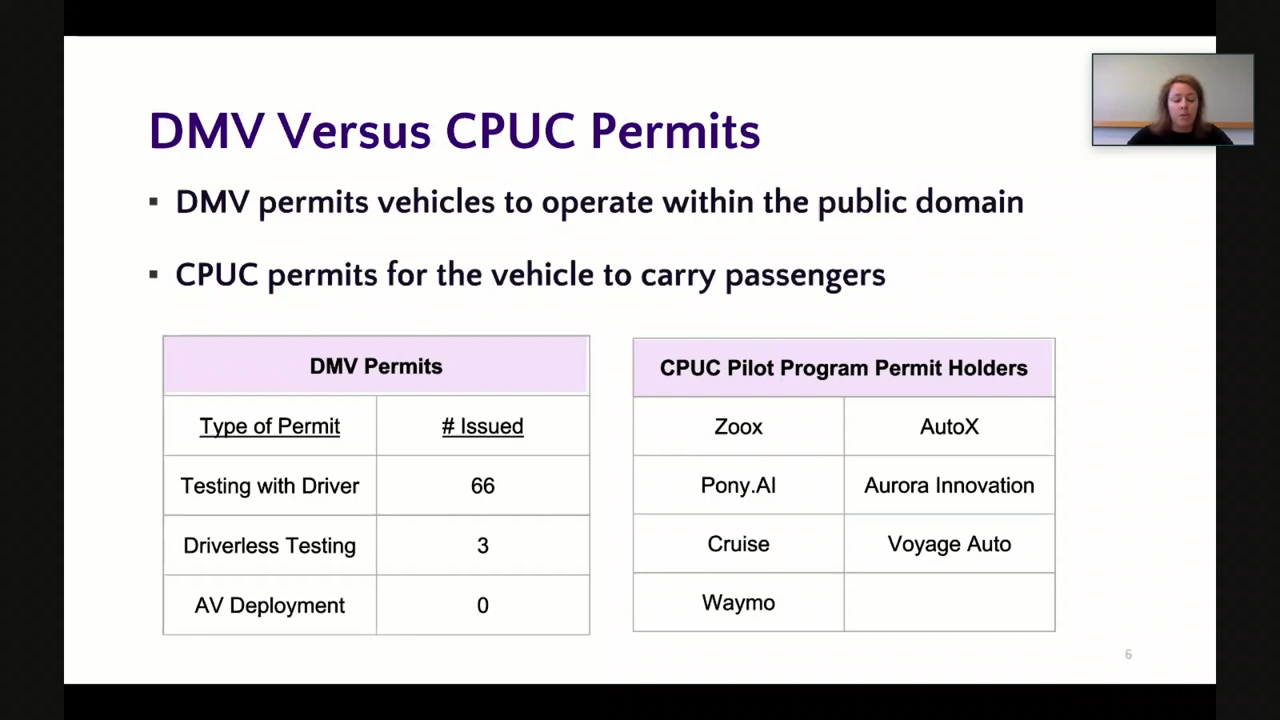 DMV Versus CPUC Permits
▪ DMV permits vehicles to operate within the public domain
▪ CPUC permits for the vehicle to carry passengers
DMV Permits
Type of Permit # Issued
Testing with Driver 66
Driverless Testing 3
AV Deployment 0
CPUC Pilot Program Permit Holders
Zoox AutoX
Pony.AI Aurora Innovation
Cruise Voyage Auto
Waymo
6